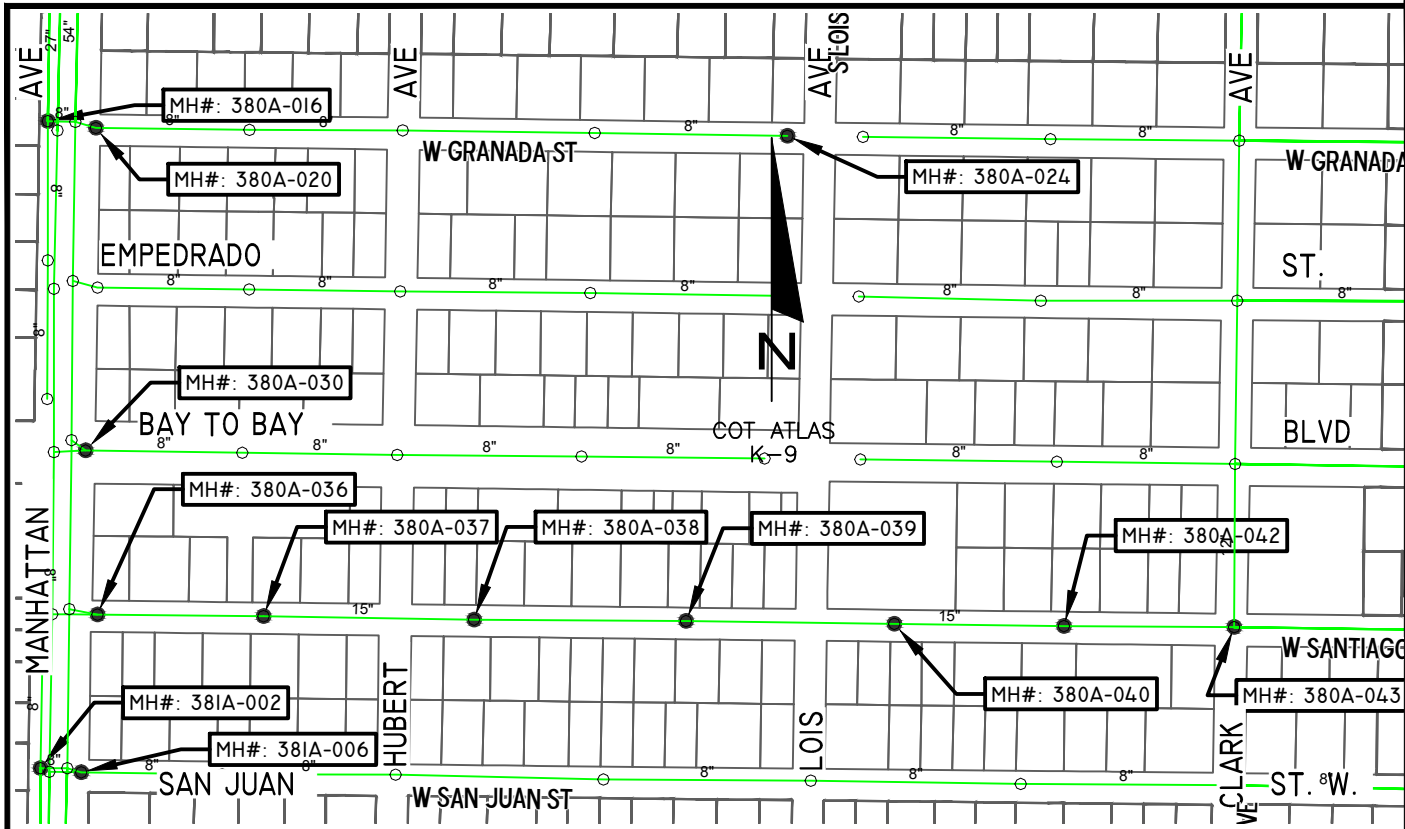 AVE
27"
54"
AVE
AVE
S LOIS
AVE
MH#: 380A-016
8"
8"
8"
8"
8"
8"
W GRANADA ST
MH#: 380A-020
MH#: 380A-024
W GRANADA
8"
EMPEDRADO
ST.
8"
8"
8"
8"
8"
8"
8"
8"
N
MH#: 380A-030
BAY TO BAY
COT ATLAS
K-9
BLVD
8"
8"
8"
8"
8"
8"
MH#: 380A-036
MH#: 380A-037
MH#: 380A-038
MH#: 380A-039
MH#: 380A-042
12"
MANHATTAN
8"
15"
15"
W SANTIAGO
HUBERT
LOIS
CLARK
AVE
MH#: 381A-002
MH#: 380A-040
MH#: 380A-043
8"
MH#: 381A-006
8"
8"
8"
8"
8"
8"
SAN JUAN
W SAN JUAN ST
ST. 8" W.